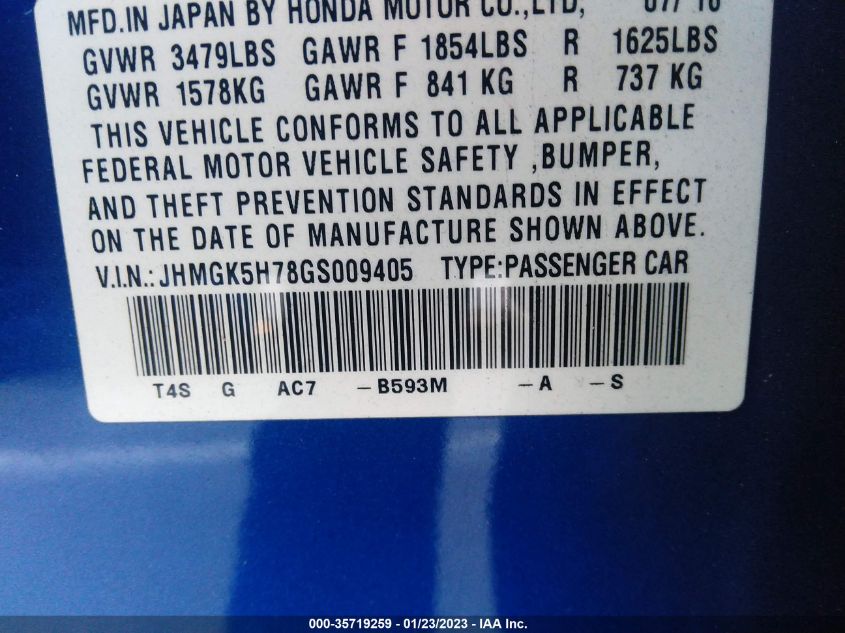 MFD.IN JAPAN BY HONDA MOTOR CO.,LTD, 07/16
GVWR 3479LBS GAWR F 1854LBS R 1625LBS
GVWR 1578KG GAWR F 841 KG R 737 KG
THIS VEHICLE CONFORMS TO ALL APPLICABLE
FEDERAL MOTOR VEHICLE SAFETY ,BUMPER,
AND THEFT PREVENTION STANDARDS IN EFFECT
ON THE DATE OF MANUFACTURE SHOWN ABOVE.
V.I.N.:JHMGK5H78GS009405 TYPE:PASSENGER CAR
T4S G AC7 -B593M -A -S
000-35719259 - 01/23/2023 - IAA Inc.